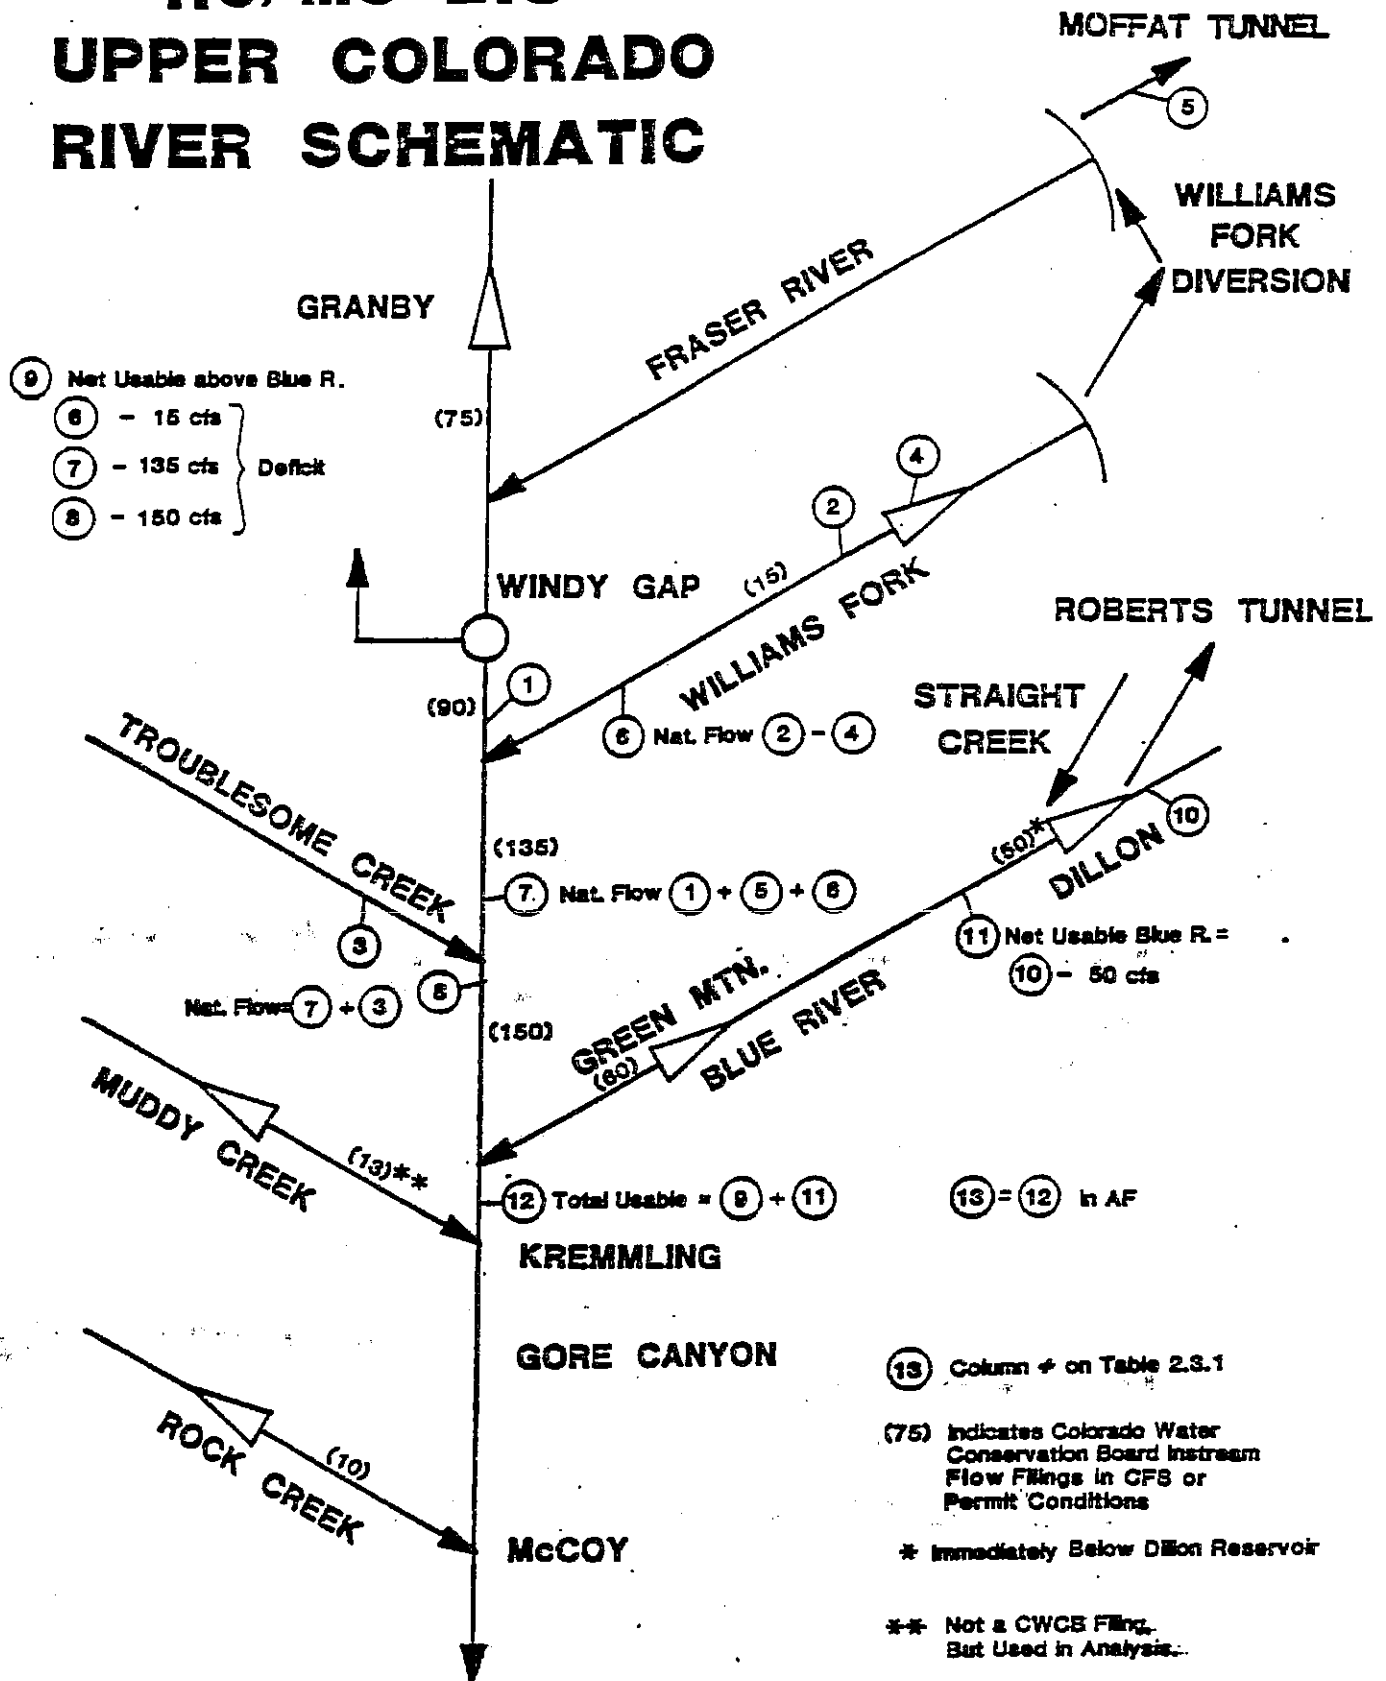 UPPER COLORADO
RIVER SCHEMATIC
MOFFAT TUNNEL
5
WILLIAMS
FORK
DIVERSION
GRANBY
FRASER RIVER
9 Net Usable above Blue R.
6 - 15 cfs
7 - 135 cfs
8 - 150 cfs
Deficit
(75)
4
2
(15)
WILLIAMS FORK
WINDY GAP
ROBERTS TUNNEL
1
(90)
6 Nat. Flow 2 - 4
STRAIGHT
CREEK
TROUBLESOME CREEK
(135)
(50)*
DILLON
10
7. Nat. Flow 1 + 5 + 6
3
11 Net Usable Blue R. =
10 - 50 cfs
8
Nat. Flow= 7 + 3
(150)
GREEN MTN.
(60)
BLUE RIVER
MUDDY CREEK
(13)**
12 Total Usable = 9 + 11
13 = 12 in AF
KREMMLING
GORE CANYON
ROCK CREEK
(10)
McCOY
13 Column # on Table 2.3.1
(75) Indicates Colorado Water
Conservation Board Instream
Flow Filings in CFS or
Permit Conditions
* Immediately Below Dillon Reservoir
** Not a CWCB Filing.
But Used in Analysis.